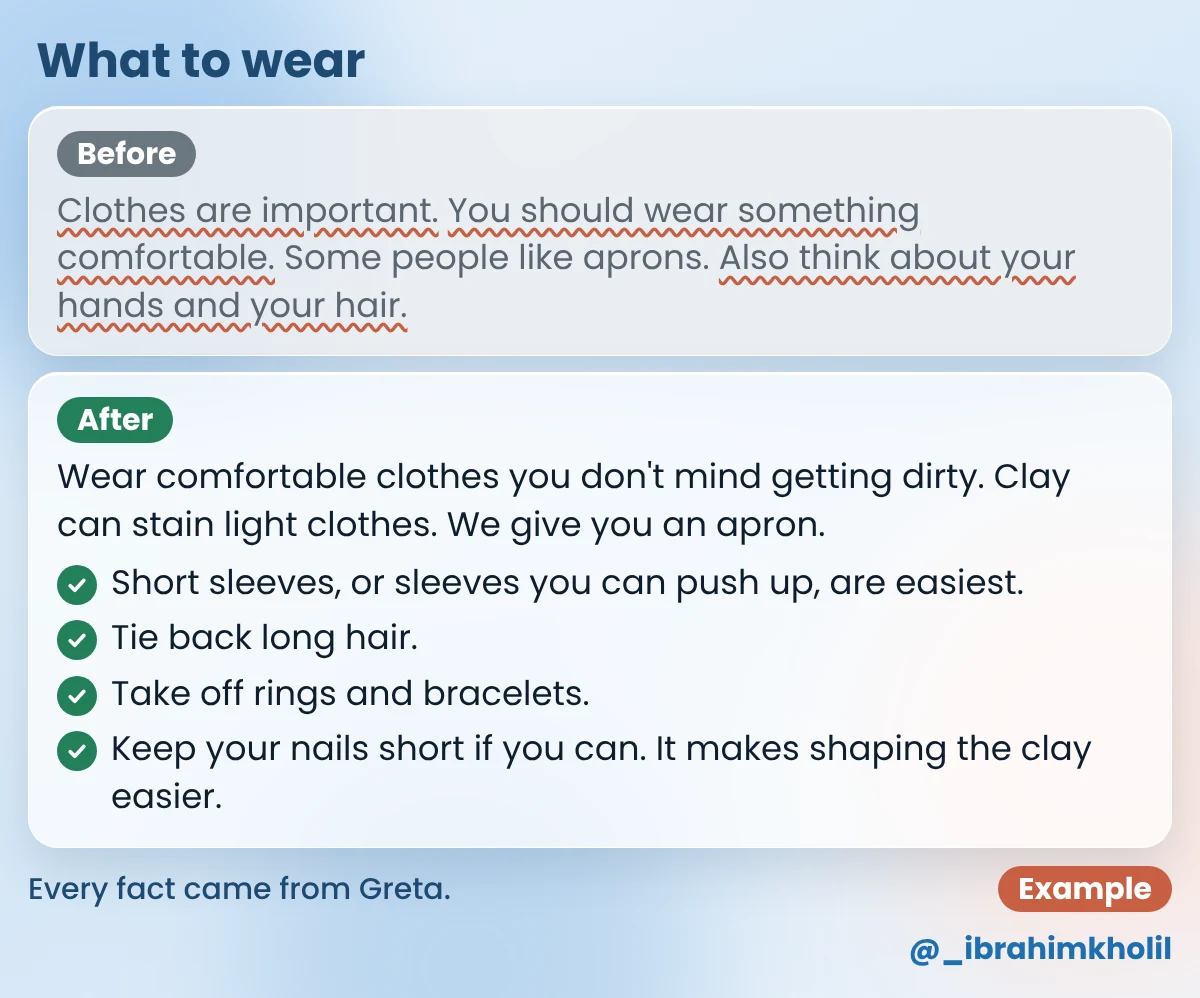 What to wear
Before
Clothes are important. You should wear something
comfortable. Some people like aprons. Also think about your
hands and your hair.
After
Wear comfortable clothes you don't mind getting dirty. Clay
can stain light clothes. We give you an apron.
Short sleeves, or sleeves you can push up, are easiest.
Tie back long hair.
Take off rings and bracelets.
Keep your nails short if you can. It makes shaping the clay
easier.
Every fact came from Greta.
Example
@_ibrahimkholil